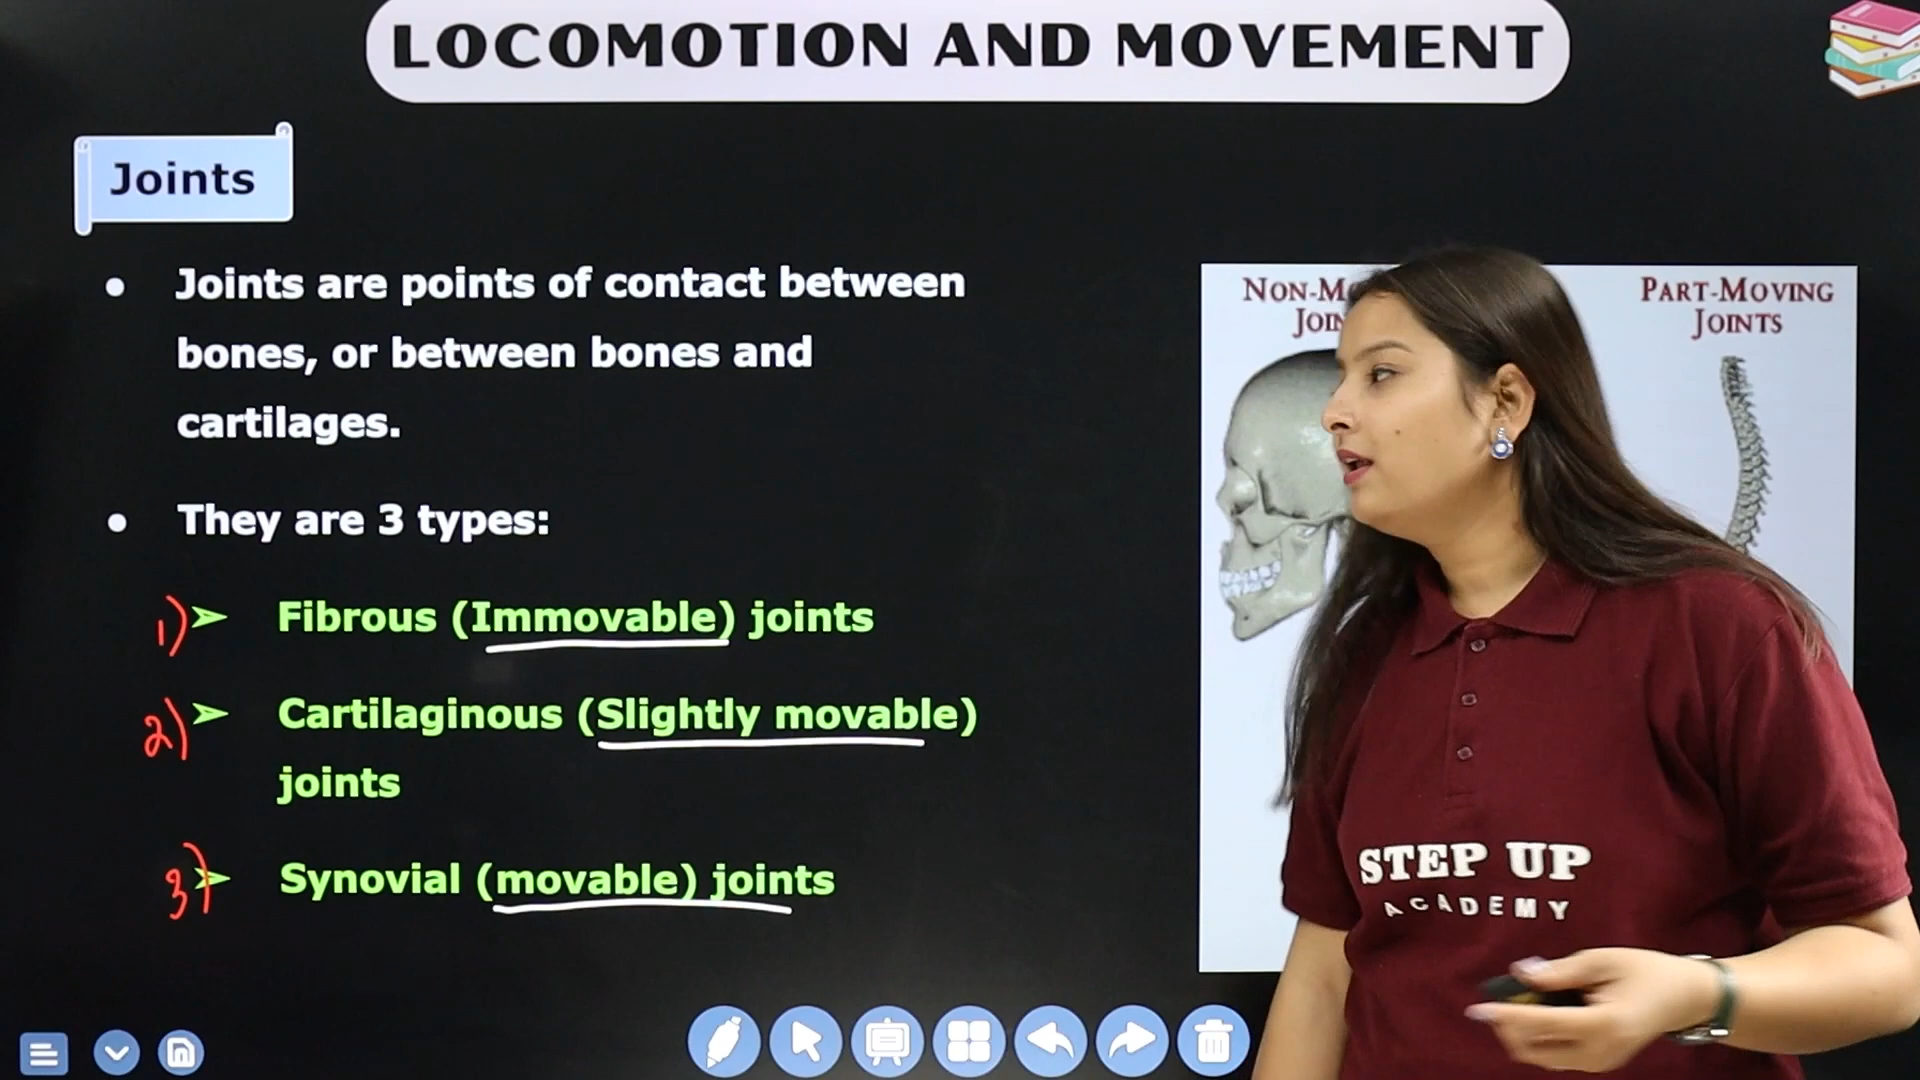 LOCOMOTION AND MOVEMENT
Joints
• Joints are points of contact between
bones, or between bones and
cartilages.
• They are 3 types:
1) ➢ Fibrous (Immovable) joints
2) ➢ Cartilaginous (Slightly movable)
joints
3) ➢ Synovial (movable) joints
PART-MOVING
JOINTS
STEP UP
ACADEMY